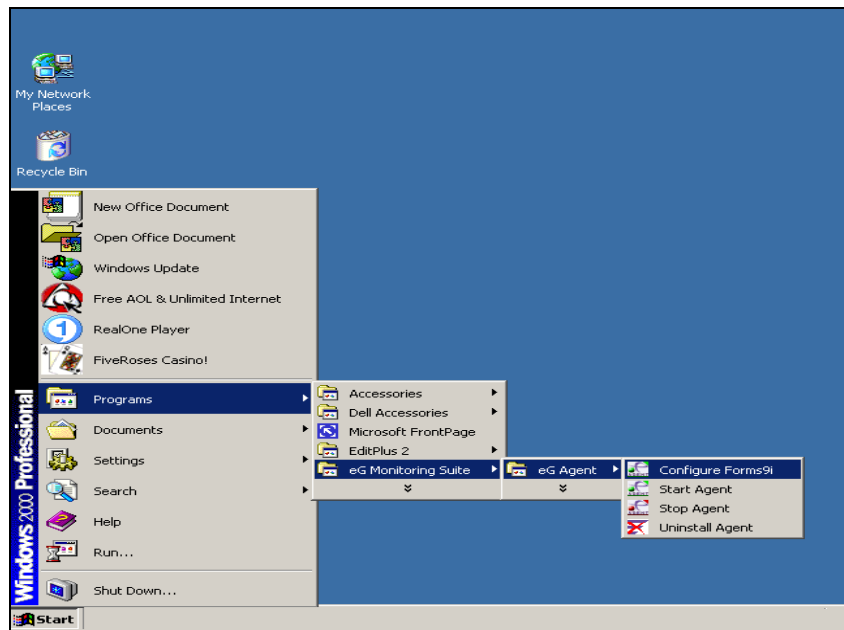 My Network
Places
Recycle Bin
New Office Document
Open Office Document
Windows Update
Free AOL & Unlimited Internet
RealOne Player
FiveRoses Casino!
Programs
Documents
Settings
Search
Help
Run...
Shut Down...
Windows 2000 Professional
Accessories
Dell Accessories
Microsoft FrontPage
EditPlus 2
eG Monitoring Suite
eG Agent
Configure Forms9i
Start Agent
Stop Agent
Uninstall Agent
Start